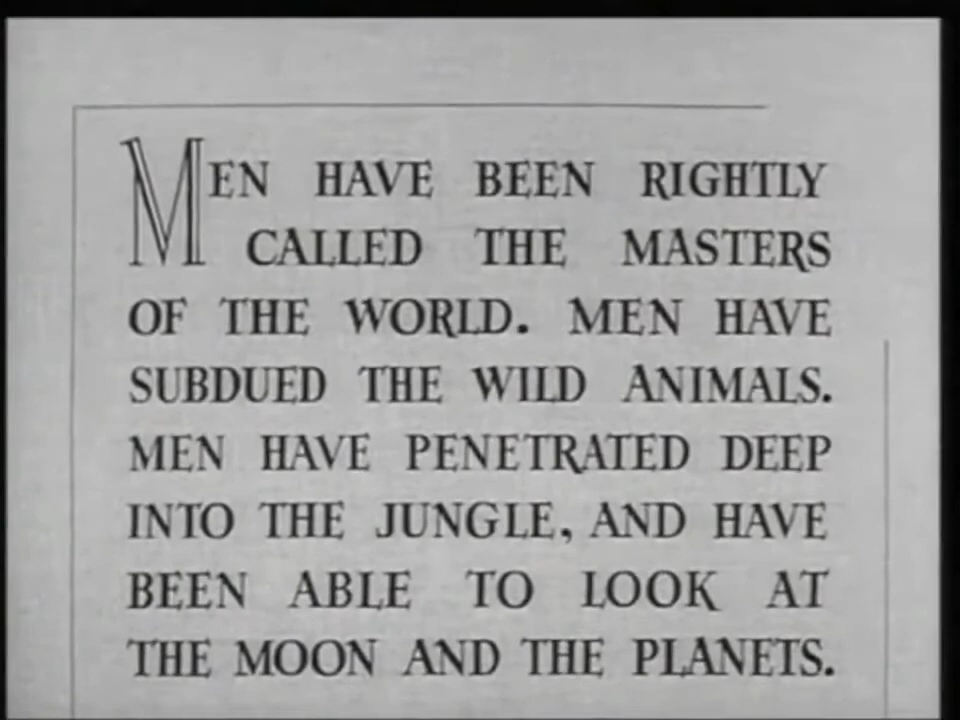 MEN HAVE BEEN RIGHTLY
CALLED THE MASTERS
OF THE WORLD. MEN HAVE
SUBDUED THE WILD ANIMALS.
MEN HAVE PENETRATED DEEP
INTO THE JUNGLE, AND HAVE
BEEN ABLE TO LOOK AT
THE MOON AND THE PLANETS.